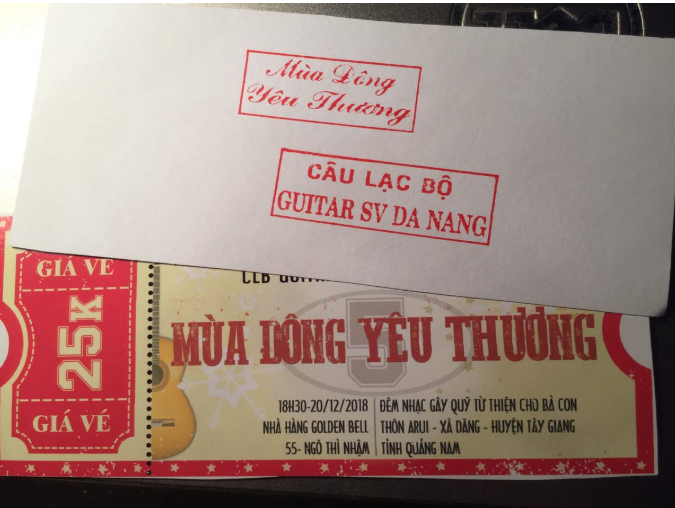 Mùa Đông
Yêu Thương
CÂU LẠC BỘ
GUITAR SV DA NANG
GIÁ VÉ
25K
GIÁ VÉ
CLB GUITAR
5
MÙA ĐÔNG YÊU THƯƠNG
18H30-20/12/2018
NHÀ HÀNG GOLDEN BELL
55- NGÔ THÌ NHẬM
ĐÊM NHẠC GÂY QUỸ TỪ THIỆN CHO BÀ CON
THÔN ARUI - XÃ DĂNG - HUYỆN TÂY GIANG
TỈNH QUẢNG NAM